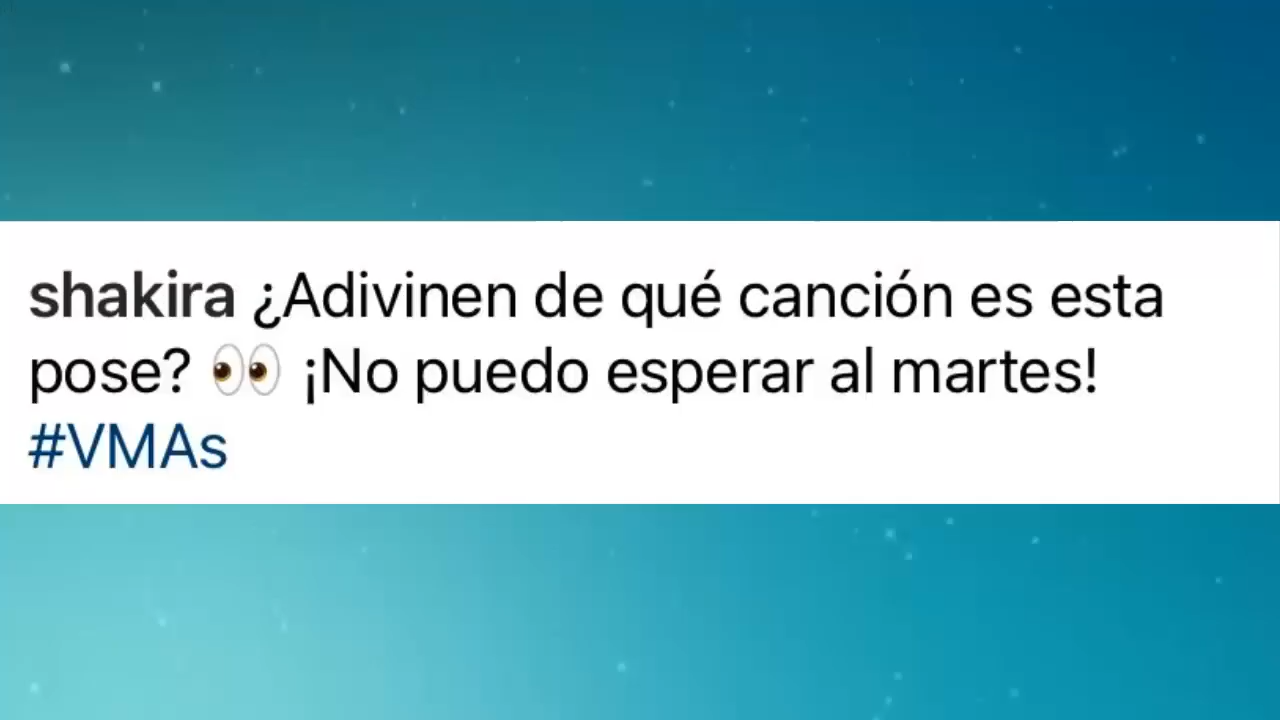 shakira ¿Adivinen de qué canción es esta
pose? 👀 ¡No puedo esperar al martes!
#VMAs